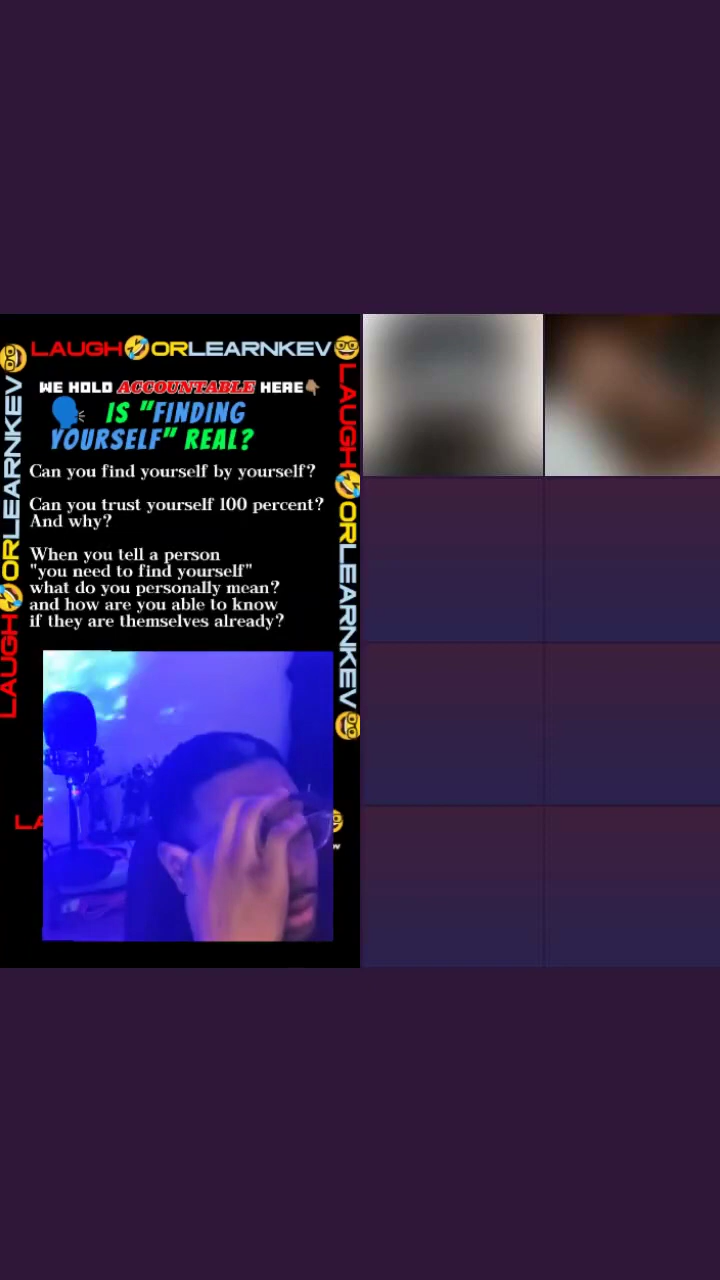 LAUGH🤣ORLEARNKEV🤓
WE HOLD ACCOUNTABLE HERE👇🏽
🗣 IS "FINDING
YOURSELF" REAL?
Can you find yourself by yourself?
Can you trust yourself 100 percent?
And why?
When you tell a person
"you need to find yourself"
what do you personally mean?
and how are you able to know
if they are themselves already?
LAUGH🤣ORLEARNKEV🤓
LAUGH🤣ORLEARNKEV🤓
LA